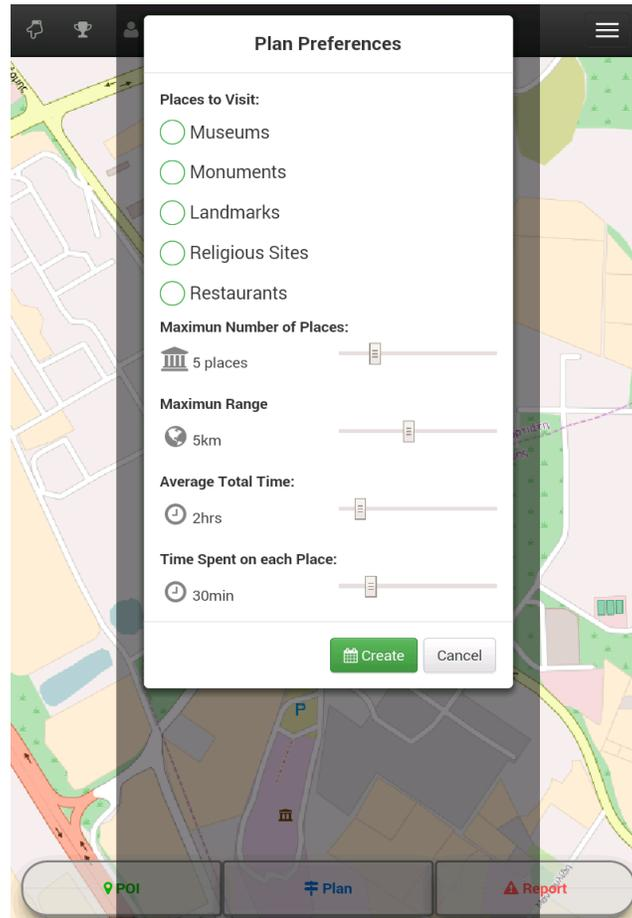 Plan Preferences
Places to Visit:
Museums
Monuments
Landmarks
Religious Sites
Restaurants
Maximun Number of Places:
5 places
Maximun Range
5km
Average Total Time:
2hrs
Time Spent on each Place:
30min
Create Cancel
P
POI Plan Report